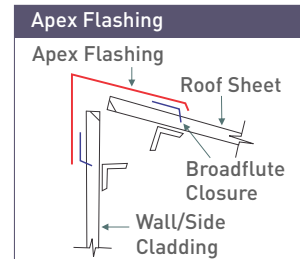 Apex Flashing
Apex Flashing
Roof Sheet
Broadflute
Closure
Wall/Side
Cladding